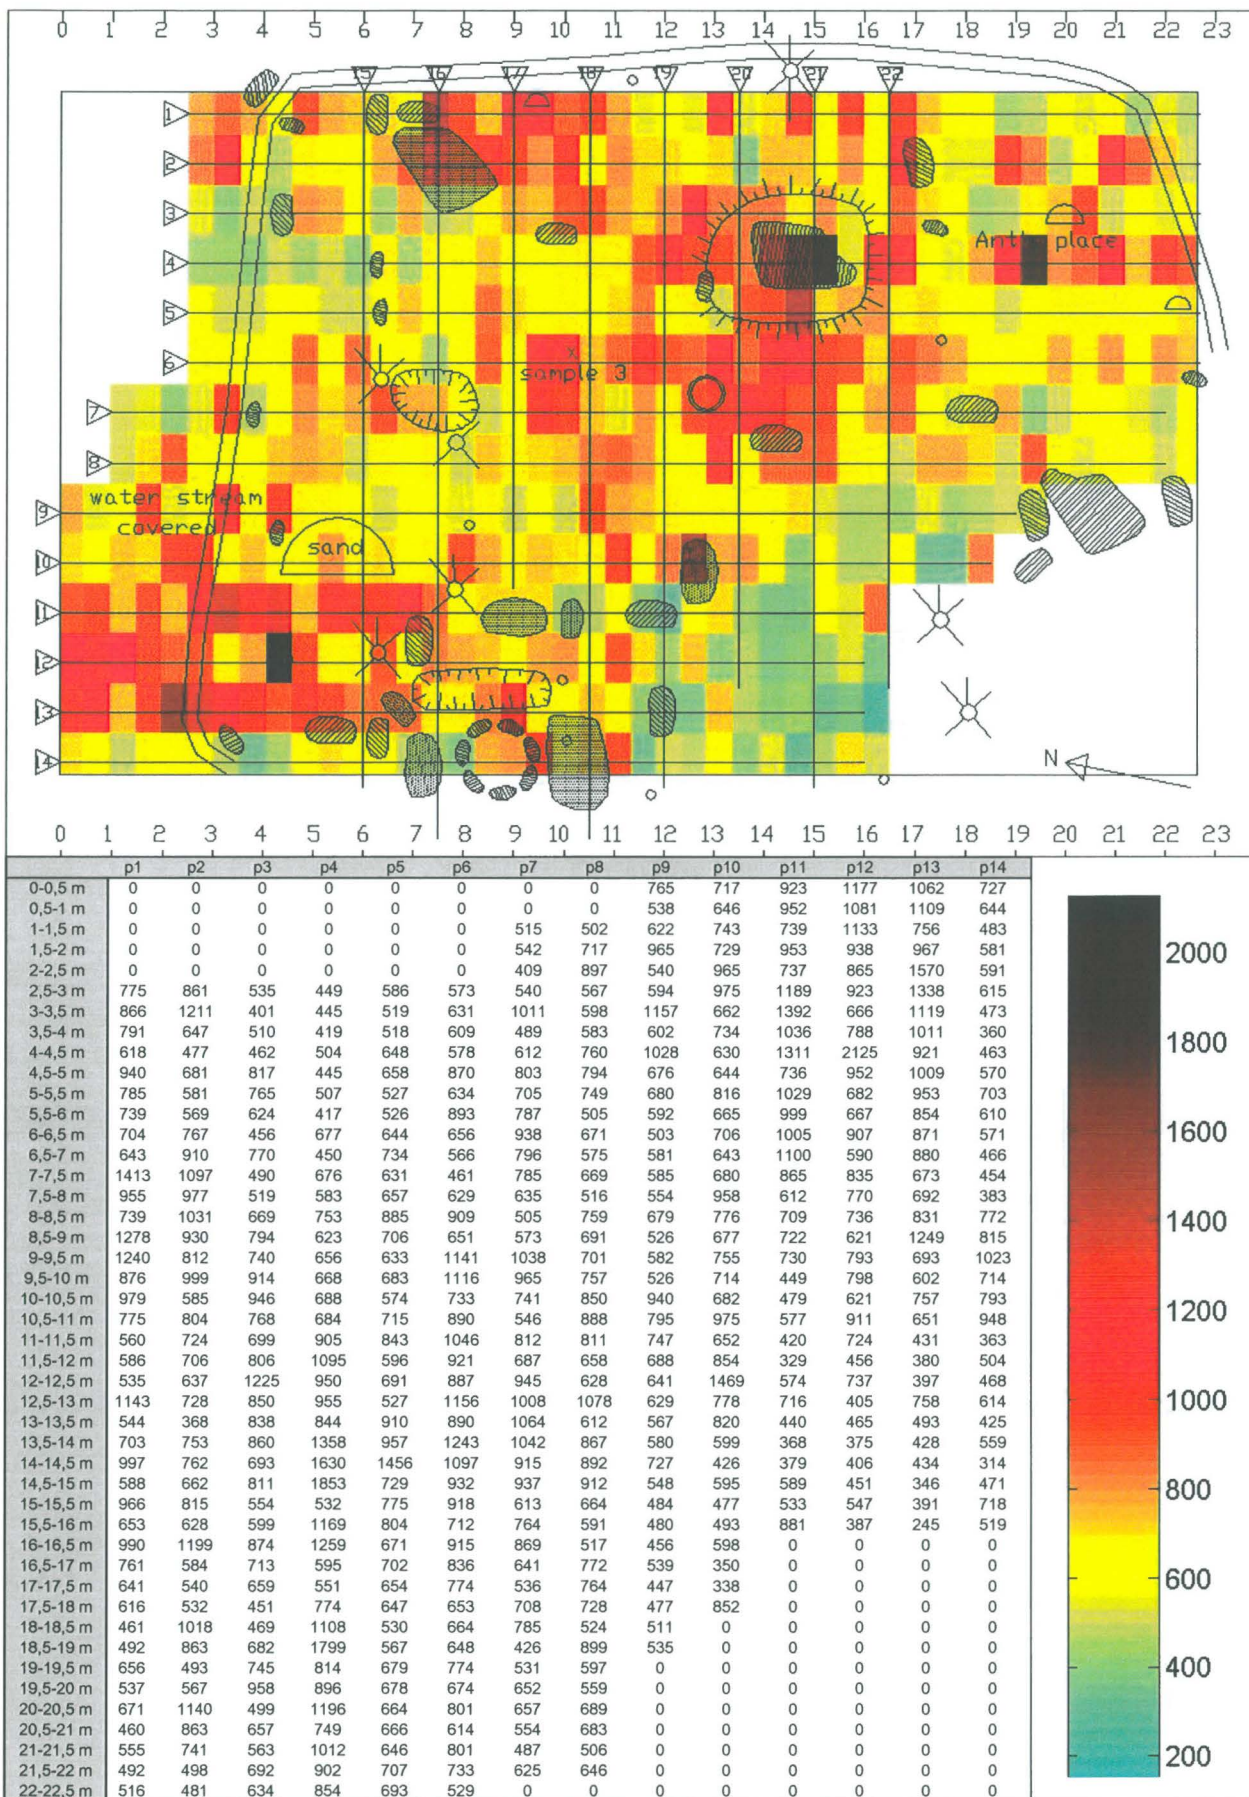 0 1 2 3 4 5 6 7 8 9 10 11 12 13 14 15 16 17 18 19 20 21 22 23
15 16 17 18 19 20 21 22
1
2
3
Anth place
4
5
6
sample 3
7
8
water stream
9
covered
sand
10
11
12
13
14
N
0 1 2 3 4 5 6 7 8 9 10 11 12 13 14 15 16 17 18 19 20 21 22 23
p1 p2 p3 p4 p5 p6 p7 p8 p9 p10 p11 p12 p13 p14
0-0,5 m 0 0 0 0 0 0 0 0 765 717 923 1177 1062 727
0,5-1 m 0 0 0 0 0 0 0 0 538 646 952 1081 1109 644
1-1,5 m 0 0 0 0 0 0 515 502 622 743 739 1133 756 483
1,5-2 m 0 0 0 0 0 0 542 717 965 729 953 938 967 581
2-2,5 m 0 0 0 0 0 0 409 897 540 965 737 865 1570 591
2,5-3 m 775 861 535 449 586 573 540 567 594 975 1189 923 1338 615
3-3,5 m 866 1211 401 445 519 631 1011 598 1157 662 1392 666 1119 473
3,5-4 m 791 647 510 419 518 609 489 583 602 734 1036 788 1011 360
4-4,5 m 618 477 462 504 648 578 612 760 1028 630 1311 2125 921 463
4,5-5 m 940 681 817 445 658 870 803 794 676 644 736 952 1009 570
5-5,5 m 785 581 765 507 527 634 705 749 680 816 1029 682 953 703
5,5-6 m 739 569 624 417 526 893 787 505 592 665 999 667 854 610
6-6,5 m 704 767 456 677 644 656 938 671 503 706 1005 907 871 571
6,5-7 m 643 910 770 450 734 566 796 575 581 643 1100 590 880 466
7-7,5 m 1413 1097 490 676 631 461 785 669 585 680 865 835 673 454
7,5-8 m 955 977 519 583 657 629 635 516 554 958 612 770 692 383
8-8,5 m 739 1031 669 753 885 909 505 759 679 776 709 736 831 772
8,5-9 m 1278 930 794 623 706 651 573 691 526 677 722 621 1249 815
9-9,5 m 1240 812 740 656 633 1141 1038 701 582 755 730 793 693 1023
9,5-10 m 876 999 914 668 683 1116 965 757 526 714 449 798 602 714
10-10,5 m 979 585 946 688 574 733 741 850 940 682 479 621 757 793
10,5-11 m 775 804 768 684 715 890 546 888 795 975 577 911 651 948
11-11,5 m 560 724 699 905 843 1046 812 811 747 652 420 724 431 363
11,5-12 m 586 706 806 1095 596 921 687 658 688 854 329 456 380 504
12-12,5 m 535 637 1225 950 691 887 945 628 641 1469 574 737 397 468
12,5-13 m 1143 728 850 955 527 1156 1008 1078 629 778 716 405 758 614
13-13,5 m 544 368 838 844 910 890 1064 612 567 820 440 465 493 425
13,5-14 m 703 753 860 1358 957 1243 1042 867 580 599 368 375 428 559
14-14,5 m 997 762 693 1630 1456 1097 915 892 727 426 379 406 434 314
14,5-15 m 588 662 811 1853 729 932 937 912 548 595 589 451 346 471
15-15,5 m 966 815 554 532 775 918 613 664 484 477 533 547 391 718
15,5-16 m 653 628 599 1169 804 712 764 591 480 493 881 387 245 519
16-16,5 m 990 1199 874 1259 671 915 869 517 456 598 0 0 0 0
16,5-17 m 761 584 713 595 702 836 641 772 539 350 0 0 0 0
17-17,5 m 641 540 659 551 654 774 536 764 447 338 0 0 0 0
17,5-18 m 616 532 451 774 647 653 708 728 477 852 0 0 0 0
18-18,5 m 461 1018 469 1108 530 664 785 524 511 0 0 0 0 0
18,5-19 m 492 863 682 1799 567 648 426 899 535 0 0 0 0 0
19-19,5 m 656 493 745 814 679 774 531 597 0 0 0 0 0 0
19,5-20 m 537 567 958 896 678 674 652 559 0 0 0 0 0 0
20-20,5 m 671 1140 499 1196 664 801 657 689 0 0 0 0 0 0
20,5-21 m 460 863 657 749 666 614 554 683 0 0 0 0 0 0
21-21,5 m 555 741 563 1012 646 801 487 506 0 0 0 0 0 0
21,5-22 m 492 498 692 902 707 733 625 646 0 0 0 0 0 0
22-22,5 m 516 481 634 854 693 529 0 0 0 0 0 0 0 0
2000
1800
1600
1400
1200
1000
800
600
400
200